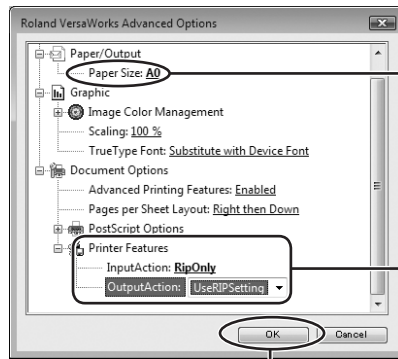 Roland VersaWorks Advanced Options
Paper/Output
Paper Size: A0
Graphic
Image Color Management
Scaling: 100 %
TrueType Font: Substitute with Device Font
Document Options
Advanced Printing Features: Enabled
Pages per Sheet Layout: Right then Down
PostScript Options
Printer Features
InputAction: RipOnly
OutputAction: UseRIPSetting
OK Cancel